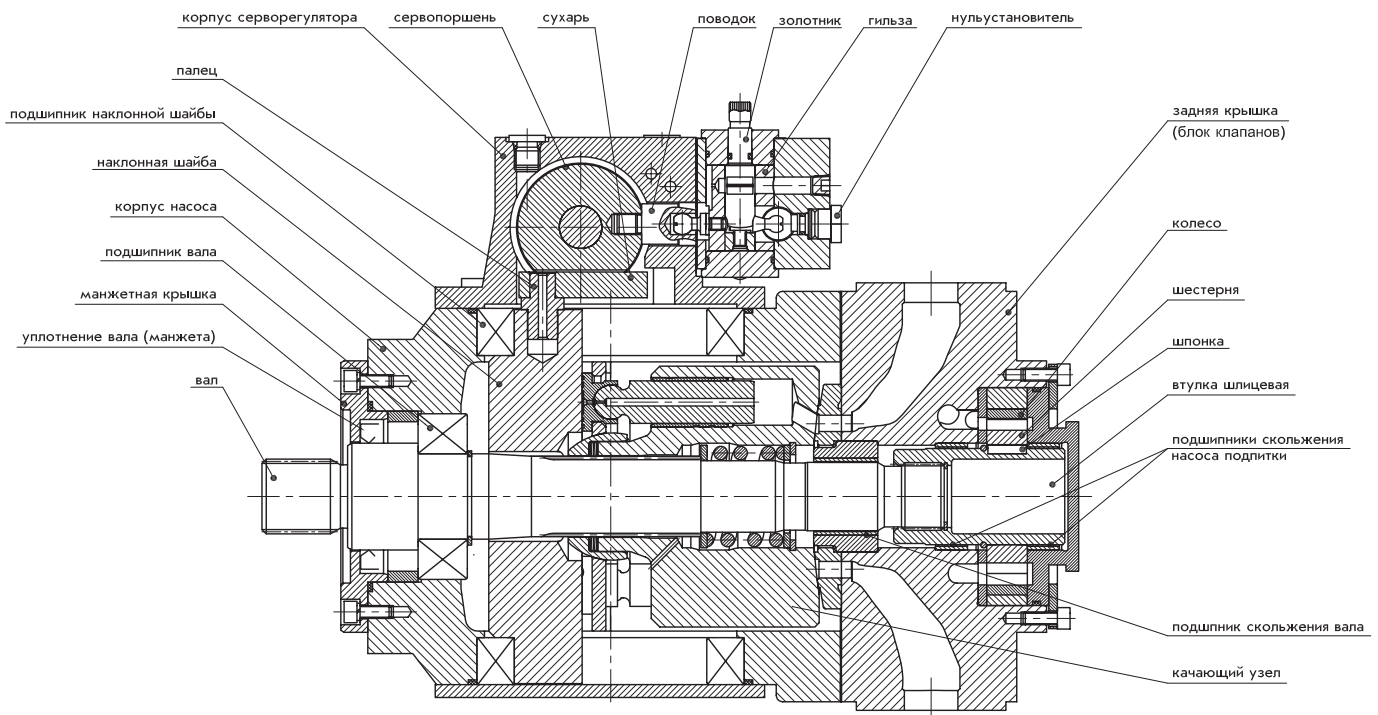 корпус серворегулятора
сервопоршень
сухарь
поводок
золотник
гильза
нульустановитель
палец
подшипник наклонной шайбы
наклонная шайба
корпус насоса
подшипник вала
манжетная крышка
уплотнение вала (манжета)
вал
задняя крышка
(блок клапанов)
колесо
шестерня
шпонка
втулка шлицевая
подшипники скольжения
насоса подпитки
подшпник скольжения вала
качающий узел